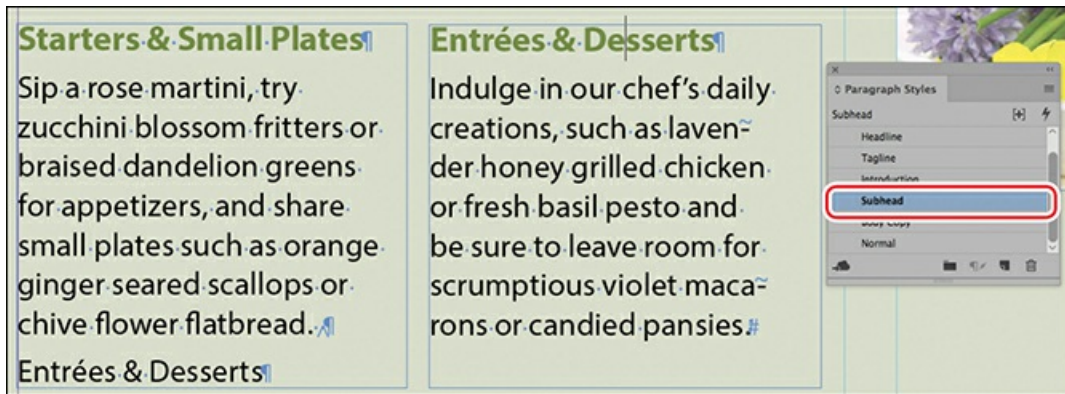 Starters & Small Plates¶
Sip a rose martini, try
zucchini blossom fritters or
braised dandelion greens
for appetizers, and share
small plates such as orange
ginger seared scallops or
chive flower flatbread. ¶
Entrées & Desserts¶
Entrées & Desserts¶
Indulge in our chef's daily
creations, such as laven~
der honey grilled chicken
or fresh basil pesto and
be sure to leave room for
scrumptious violet maca~
rons or candied pansies.#
Paragraph Styles
Subhead
Headline
Tagline
Introduction
Subhead
Body Copy
Normal